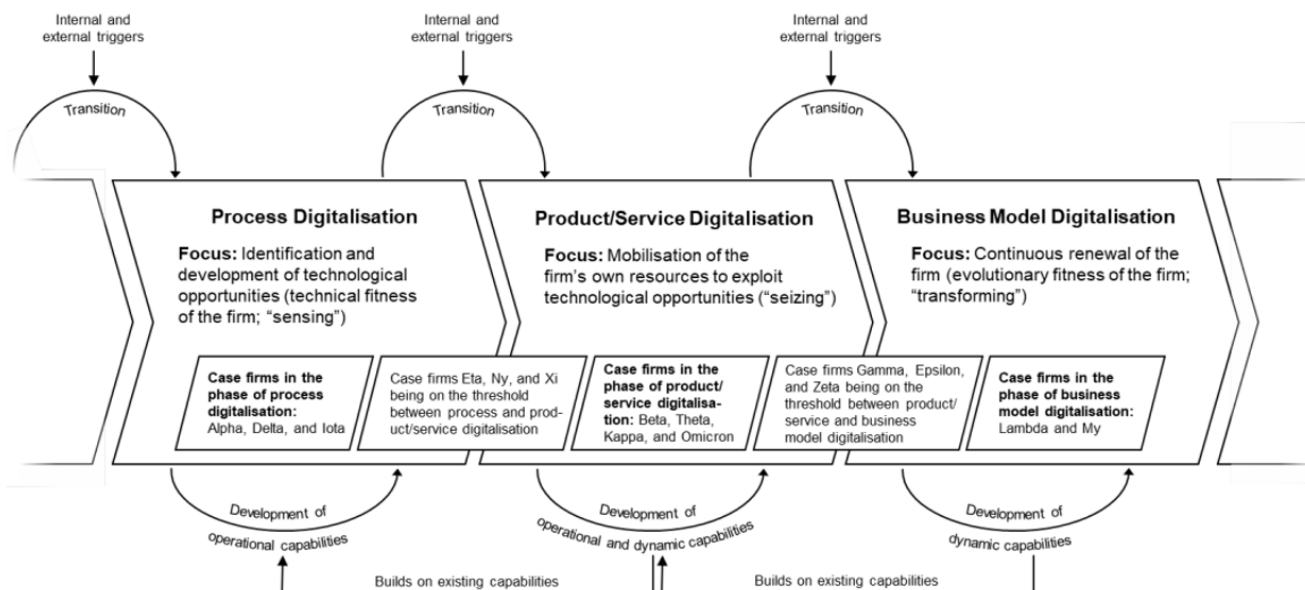 Internal and
external triggers
Internal and
external triggers
Internal and
external triggers
Transition
Transition
Transition
Process Digitalisation
Focus: Identification and
development of technological
opportunities (technical fitness
of the firm; “sensing”)
Product/Service Digitalisation
Focus: Mobilisation of the
firm’s own resources to exploit
technological opportunities (“seizing”)
Business Model Digitalisation
Focus: Continuous renewal of the
firm (evolutionary fitness of the firm;
“transforming”)
Case firms in the
phase of process
digitalisation:
Alpha, Delta, and Iota
Case firms Eta, Ny, and Xi
being on the threshold
between process and prod-
uct/service digitalisation
Case firms in the
phase of product/
service digitalisa-
tion: Beta, Theta,
Kappa, and Omicron
Case firms Gamma, Epsilon,
and Zeta being on the
threshold between product/
service and business
model digitalisation
Case firms in the
phase of business
model digitalisation:
Lambda and My
Development of
operational capabilities
Development of
operational and dynamic capabilities
Development of
dynamic capabilities
Builds on existing capabilities
Builds on existing capabilities